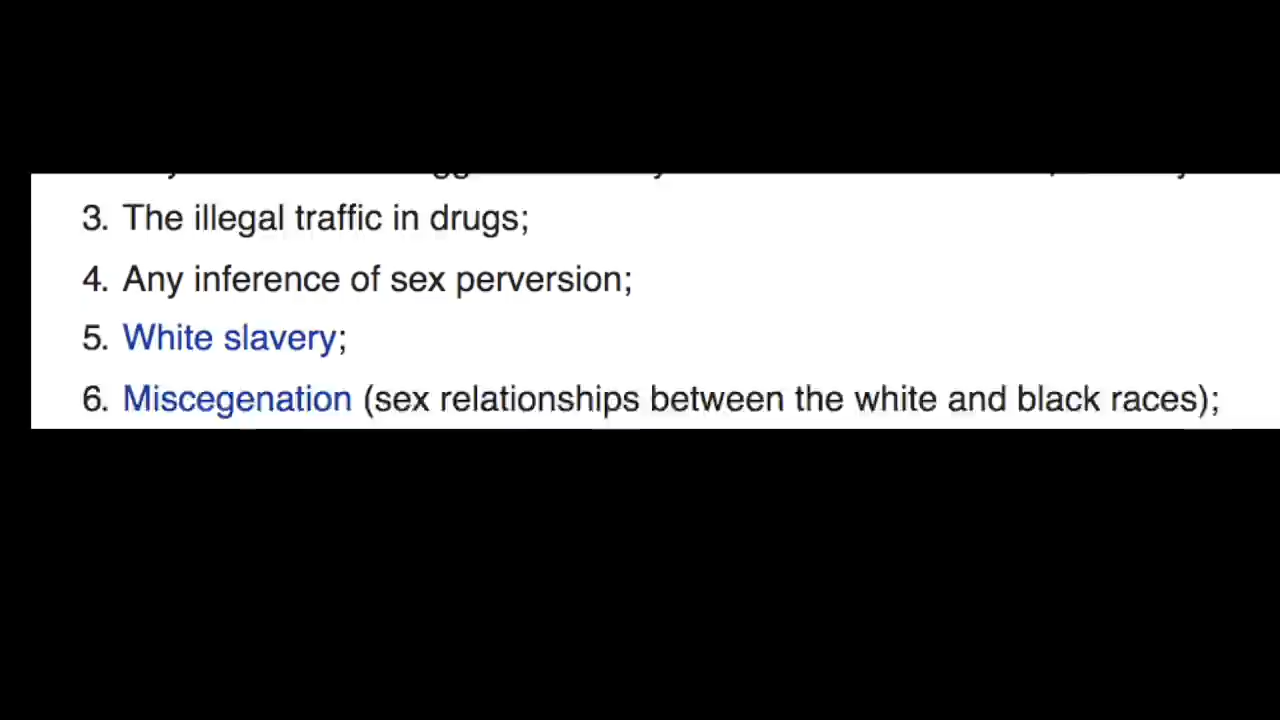 3. The illegal traffic in drugs;
4. Any inference of sex perversion;
5. White slavery;
6. Miscegenation (sex relationships between the white and black races);